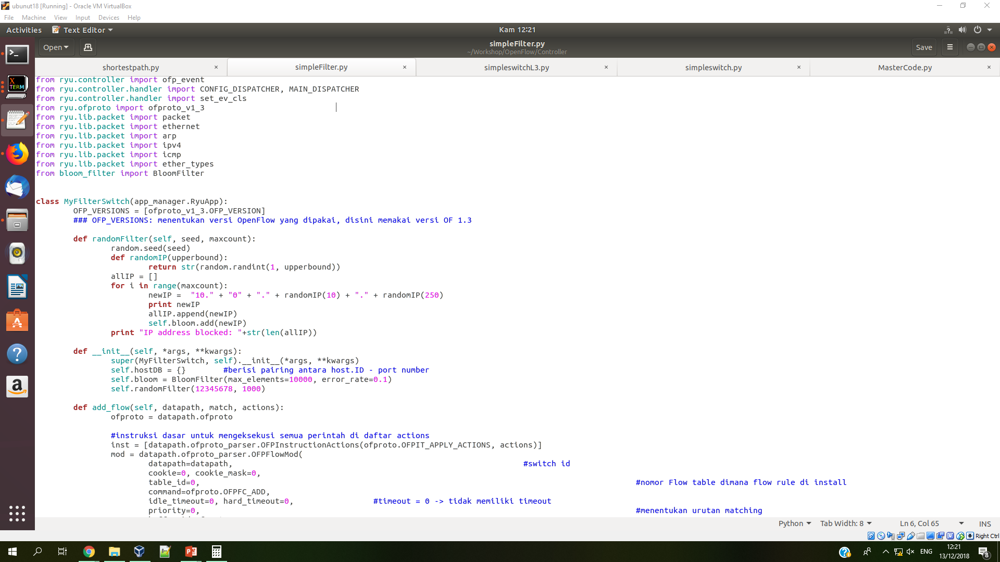 ubunut18 [Running] - Oracle VM VirtualBox
File Machine View Input Devices Help
Activities Text Editor Kam 12:21
Open simpleFilter.py Save
~/Workshop/OpenFlow/Controller
shortestpath.py simpleFilter.py simpleswitchL3.py simpleswitch.py MasterCode.py
from ryu.controller import ofp_event
from ryu.controller.handler import CONFIG_DISPATCHER, MAIN_DISPATCHER
from ryu.controller.handler import set_ev_cls
from ryu.ofproto import ofproto_v1_3
from ryu.lib.packet import packet
from ryu.lib.packet import ethernet
from ryu.lib.packet import arp
from ryu.lib.packet import ipv4
from ryu.lib.packet import icmp
from ryu.lib.packet import ether_types
from bloom_filter import BloomFilter
class MyFilterSwitch(app_manager.RyuApp):
OFP_VERSIONS = [ofproto_v1_3.OFP_VERSION]
### OFP_VERSIONS: menentukan versi OpenFlow yang dipakai, disini memakai versi OF 1.3
def randomFilter(self, seed, maxcount):
random.seed(seed)
def randomIP(upperbound):
return str(random.randint(1, upperbound))
allIP = []
for i in range(maxcount):
newIP =  "10." + "0" + "." + randomIP(10) + "." + randomIP(250)
print newIP
allIP.append(newIP)
self.bloom.add(newIP)
print "IP address blocked: "+str(len(allIP))
def __init__(self, *args, **kwargs):
super(MyFilterSwitch, self).__init__(*args, **kwargs)
self.hostDB = {} #berisi pairing antara host.ID - port number
self.bloom = BloomFilter(max_elements=10000, error_rate=0.1)
self.randomFilter(12345678, 1000)
def add_flow(self, datapath, match, actions):
ofproto = datapath.ofproto
#instruksi dasar untuk mengeksekusi semua perintah di daftar actions
inst = [datapath.ofproto_parser.OFPInstructionActions(ofproto.OFPIT_APPLY_ACTIONS, actions)]
mod = datapath.ofproto_parser.OFPFlowMod(
datapath=datapath, #switch id
cookie=0, cookie_mask=0,
table_id=0, #nomor Flow table dimana flow rule di install
command=ofproto.OFPFC_ADD,
idle_timeout=0, hard_timeout=0, #timeout = 0 -> tidak memiliki timeout
priority=0, #menentukan urutan matching
Python Tab Width: 8 Ln 6, Col 65 INS
Right Ctrl
ENG 12:21
13/12/2018 8
XTERM